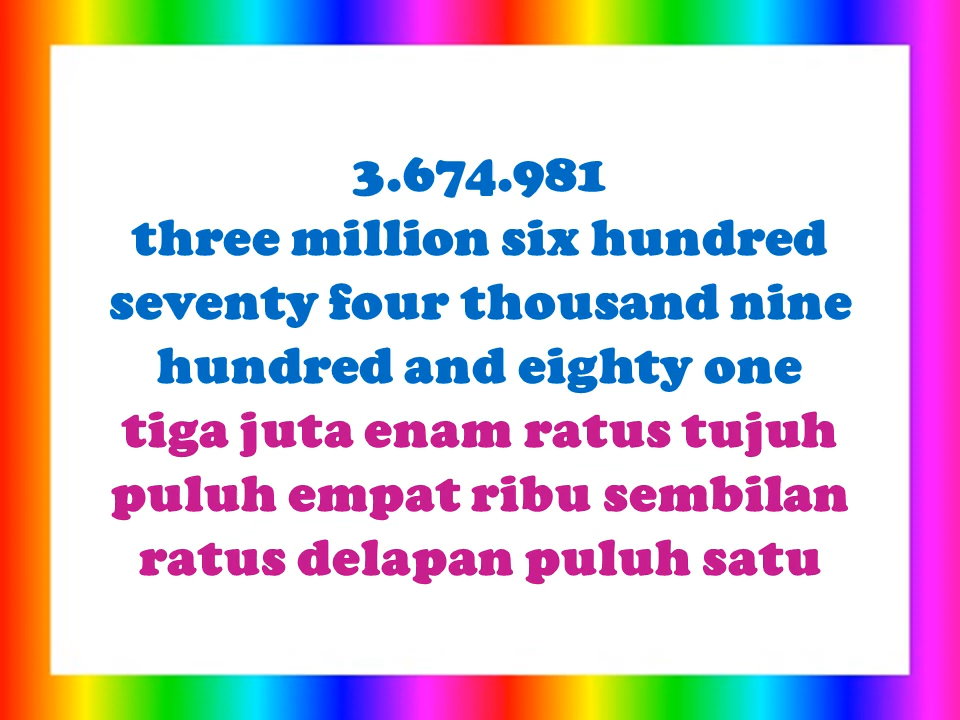 3.674.981
three million six hundred
seventy four thousand nine
hundred and eighty one
tiga juta enam ratus tujuh
puluh empat ribu sembilan
ratus delapan puluh satu